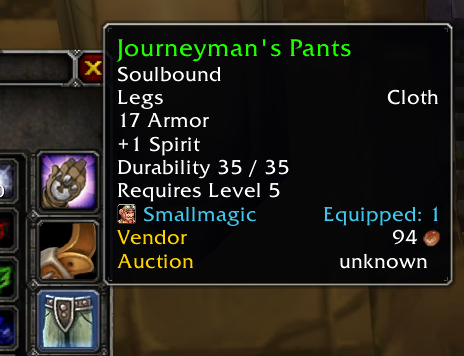 Journeyman's Pants
Soulbound
Legs Cloth
17 Armor
+1 Spirit
Durability 35 / 35
Requires Level 5
Smallmagic Equipped: 1
Vendor 94
Auction unknown